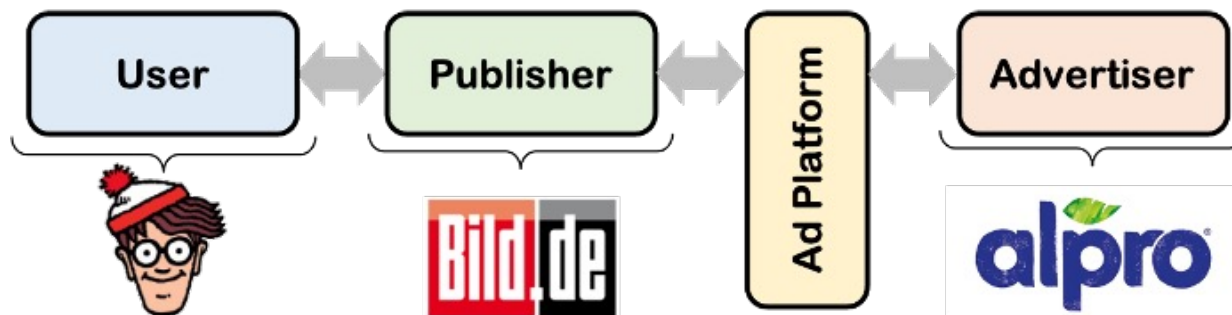 User
Publisher
Ad Platform
Advertiser
Bild.de
alpro